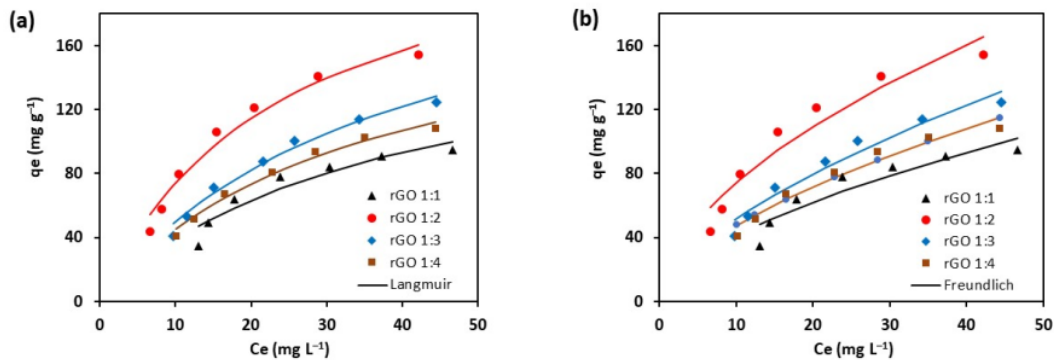 (a)
qe (mg g⁻¹)
160
120
80
40
0
0 10 20 30 40 50
Ce (mg L⁻¹)
rGO 1:1
rGO 1:2
rGO 1:3
rGO 1:4
Langmuir
(b)
qe (mg g⁻¹)
160
120
80
40
0
0 10 20 30 40 50
Ce (mg L⁻¹)
rGO 1:1
rGO 1:2
rGO 1:3
rGO 1:4
Freundlich